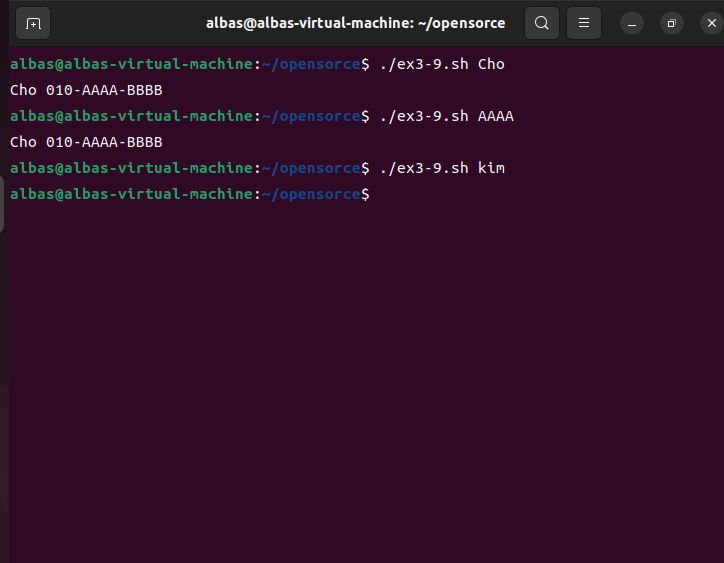 albas@albas-virtual-machine: ~/opensorce
albas@albas-virtual-machine:~/opensorce$ ./ex3-9.sh Cho
Cho 010-AAAA-BBBB
albas@albas-virtual-machine:~/opensorce$ ./ex3-9.sh AAAA
Cho 010-AAAA-BBBB
albas@albas-virtual-machine:~/opensorce$ ./ex3-9.sh kim
albas@albas-virtual-machine:~/opensorce$